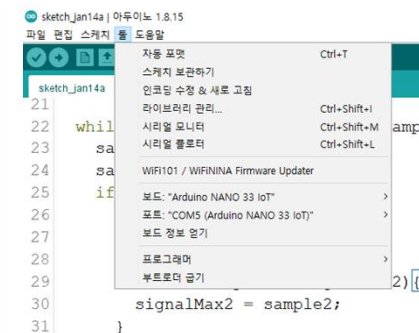 sketch_jan14a | 아두이노 1.8.15
파일 편집 스케치 툴 도움말
sketch_jan14a
자동 포맷 Ctrl+T
스케치 보관하기
인코딩 수정 & 새로 고침
라이브러리 관리... Ctrl+Shift+I
시리얼 모니터 Ctrl+Shift+M
시리얼 플로터 Ctrl+Shift+L
WiFi101 / WiFiNINA Firmware Updater
보드: "Arduino NANO 33 IoT"
포트: "COM5 (Arduino NANO 33 IoT)"
보드 정보 얻기
프로그래머
부트로더 굽기
21
22 whil amp
23 sa
24 sa
25 if
26
27
28
29 2){
30 signalMax2 = sample2;
31 }